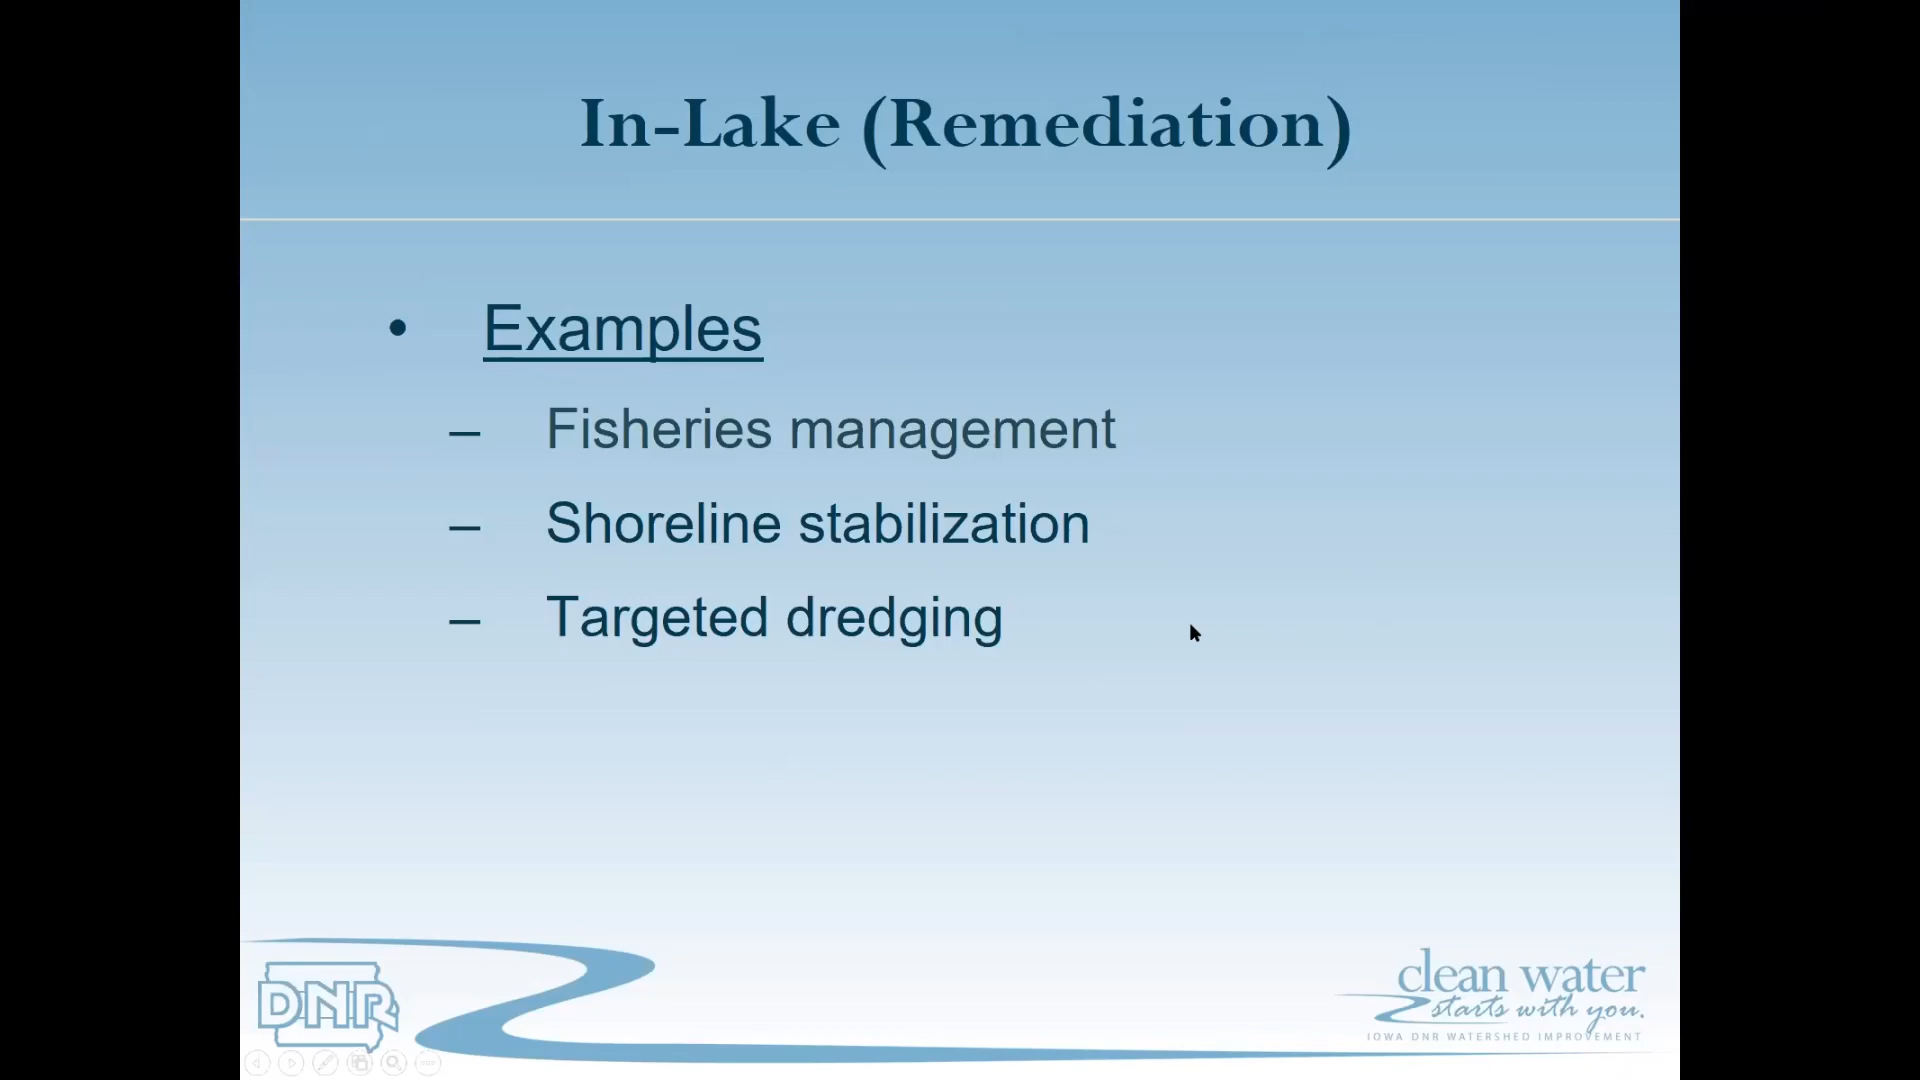 In-Lake (Remediation)
• Examples
– Fisheries management
– Shoreline stabilization
– Targeted dredging
DNR
clean water
starts with you.
IOWA DNR WATERSHED IMPROVEMENT